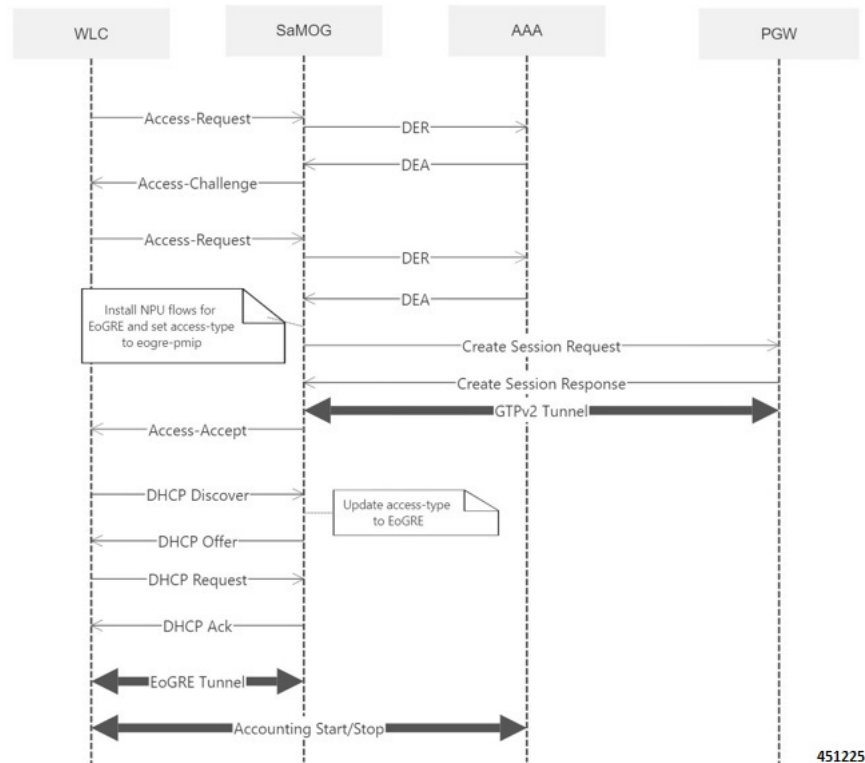 WLC
SaMOG
AAA
PGW
Access-Request
DER
DEA
Access-Challenge
Access-Request
DER
DEA
Install NPU flows for
EoGRE and set access-type
to eogre-pmip
Create Session Request
Create Session Response
GTPv2 Tunnel
Access-Accept
DHCP Discover
Update access-type
to EoGRE
DHCP Offer
DHCP Request
DHCP Ack
EoGRE Tunnel
Accounting Start/Stop
451225